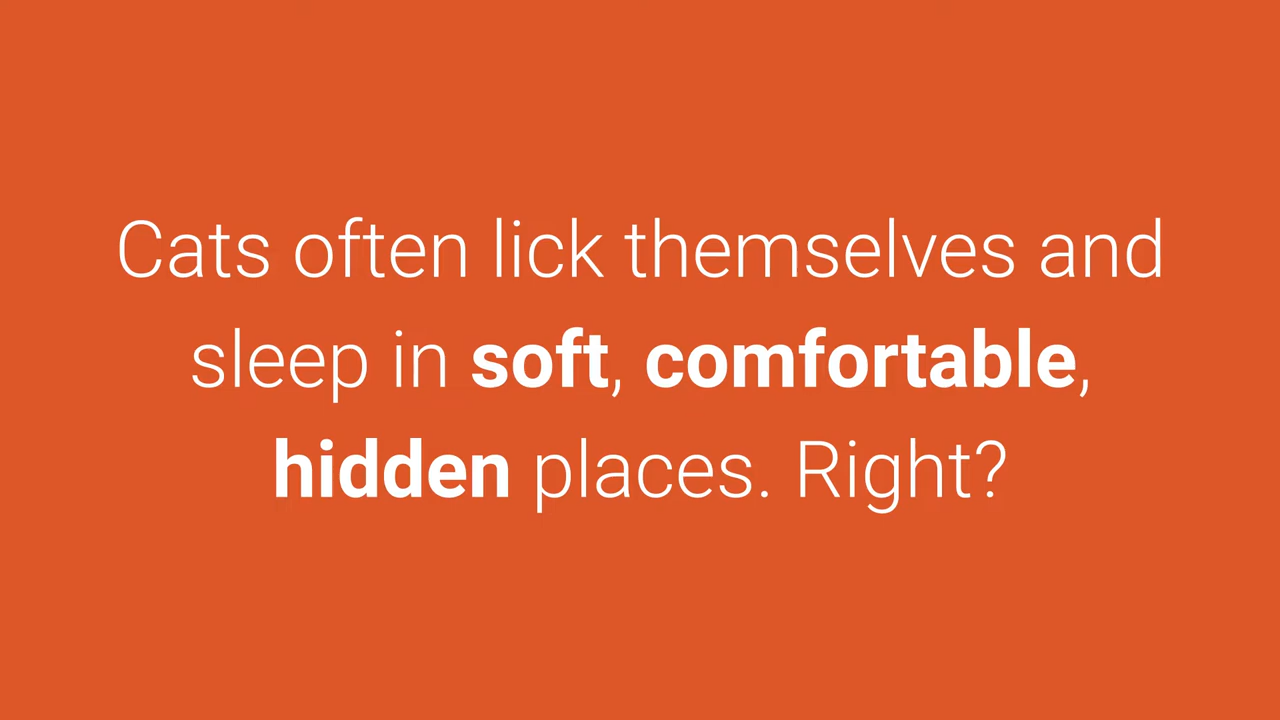 Cats often lick themselves and
sleep in soft, comfortable,
hidden places. Right?